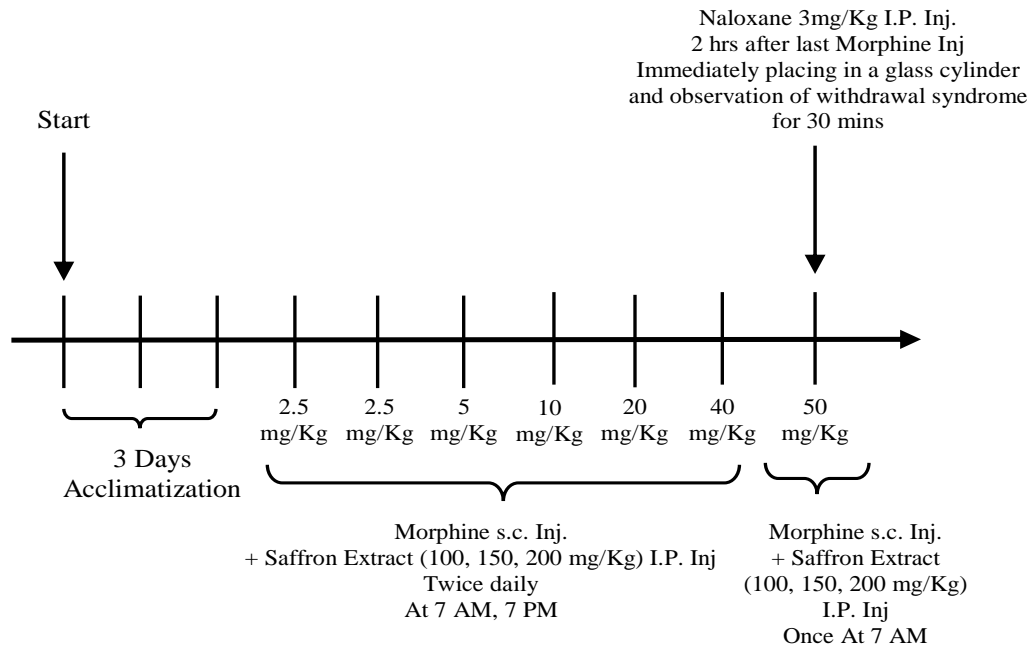 Naloxane 3mg/Kg I.P. Inj.
2 hrs after last Morphine Inj
Immediately placing in a glass cylinder
and observation of withdrawal syndrome
for 30 mins
Start
2.5
mg/Kg
2.5
mg/Kg
5
mg/Kg
10
mg/Kg
20
mg/Kg
40
mg/Kg
50
mg/Kg
3 Days
Acclimatization
Morphine s.c. Inj.
+ Saffron Extract (100, 150, 200 mg/Kg) I.P. Inj
Twice daily
At 7 AM, 7 PM
Morphine s.c. Inj.
+ Saffron Extract
(100, 150, 200 mg/Kg)
I.P. Inj
Once At 7 AM